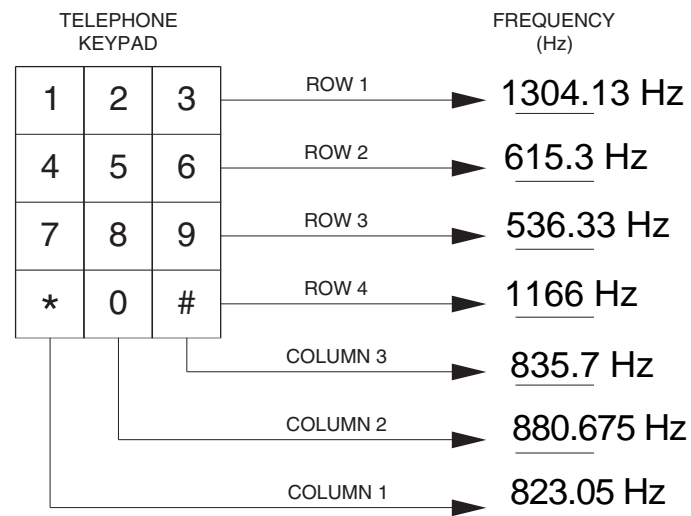 TELEPHONE
KEYPAD
FREQUENCY
(Hz)
1 2 3
ROW 1
1304.13 Hz
4 5 6
ROW 2
615.3 Hz
7 8 9
ROW 3
536.33 Hz
* 0 #
ROW 4
1166 Hz
COLUMN 3
835.7 Hz
COLUMN 2
880.675 Hz
COLUMN 1
823.05 Hz